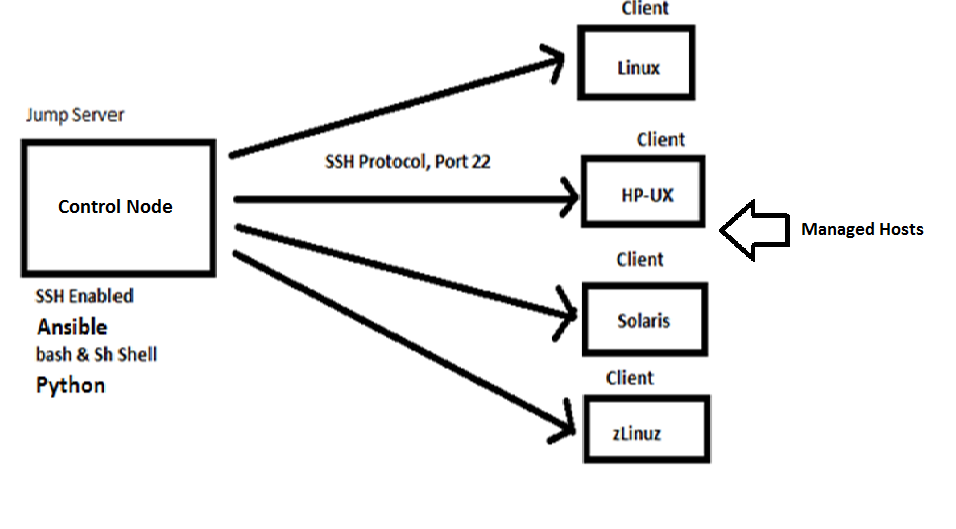 Jump Server
Control Node
SSH Enabled
Ansible
bash & Sh Shell
Python
SSH Protocol, Port 22
Client
Linux
Client
HP-UX
Client
Solaris
Client
zLinuz
Managed Hosts